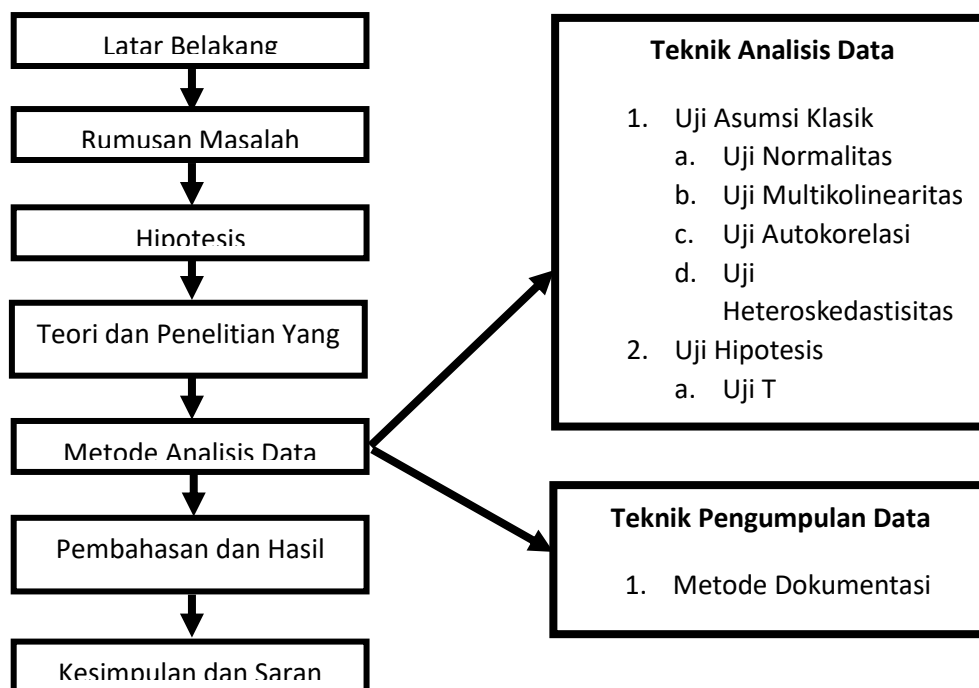 Latar Belakang
Rumusan Masalah
Hipotesis
Teori dan Penelitian Yang
Metode Analisis Data
Pembahasan dan Hasil
Kesimpulan dan Saran
Teknik Analisis Data
1. Uji Asumsi Klasik
a. Uji Normalitas
b. Uji Multikolinearitas
c. Uji Autokorelasi
d. Uji
Heteroskedastisitas
2. Uji Hipotesis
a. Uji T
Teknik Pengumpulan Data
1. Metode Dokumentasi